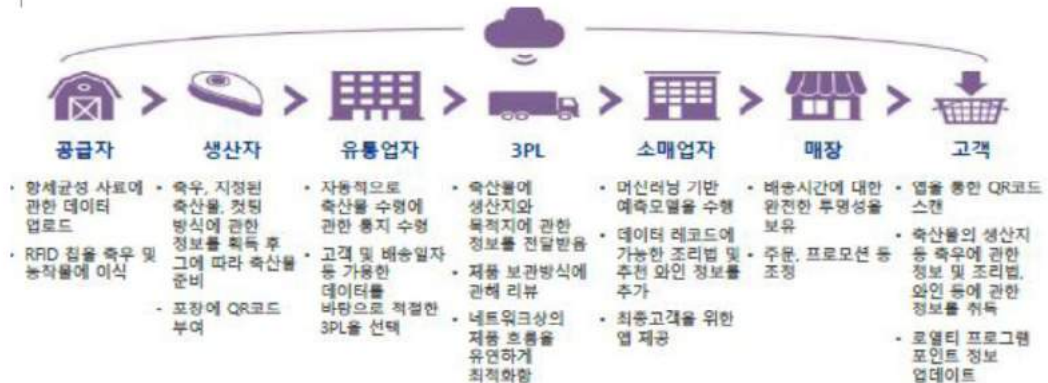 공급자
생산자
유통업자
3PL
소매업자
매장
고객
• 항세균성 사료에
관한 데이터
업로드
• RFID 칩을 축우 및
농작물에 이식
• 축우, 지정된
축산물, 컷팅
방식에 관한
정보를 획득 후
그에 따라 축산물
준비
- 포장에 QR코드
부여
• 자동적으로
축산물 수령에
관한 통지 수령
• 고객 및 배송일자
등 가용한
데이터를
바탕으로 적절한
3PL을 선택
• 축산물에
생산지와
목적지에 관한
정보를 전달받음
• 제품 보관방식에
관해 리뷰
• 네트워크상의
제품 흐름을
유연하게
최적화함
• 머신러닝 기반
예측모델을 수행
• 데이터 레코드에
가능한 조리법 및
추천 와인 정보를
추가
• 최종고객을 위한
앱 제공
• 배송시간에 대한
완전한 투명성을
보유
• 주문, 프로모션 등
조정
• 앱을 통한 QR코드
스캔
• 축산물의 생산지
등 축우에 관한
정보 및 조리법,
와인 등에 관한
정보를 취득
• 로열티 프로그램
포인트 정보
업데이트